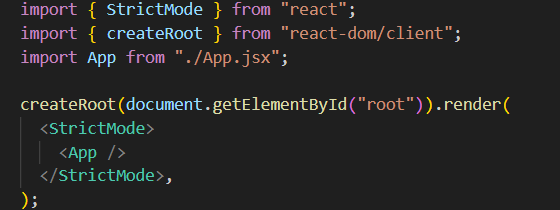 import { StrictMode } from "react";
import { createRoot } from "react-dom/client";
import App from "./App.jsx";

createRoot(document.getElementById("root")).render(
  <StrictMode>
    <App />
  </StrictMode>,
);